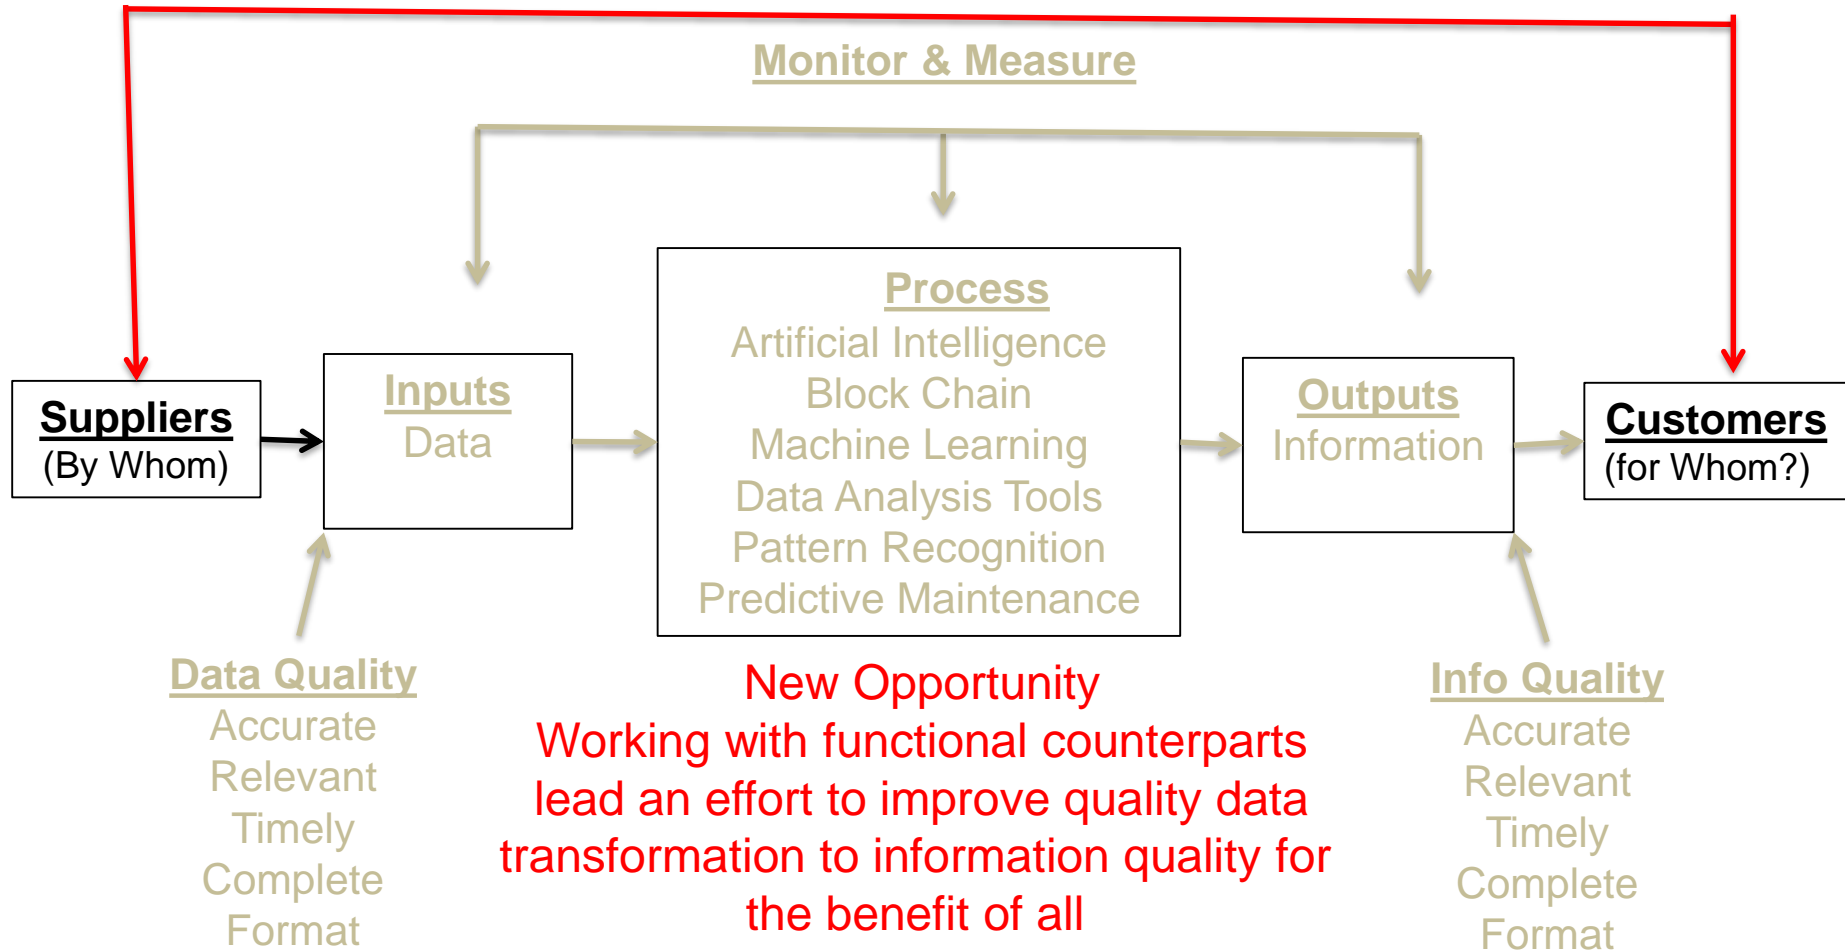 Monitor & Measure
Suppliers
(By Whom)
Inputs
Data
Process
Artificial Intelligence
Block Chain
Machine Learning
Data Analysis Tools
Pattern Recognition
Predictive Maintenance
Outputs
Information
Customers
(for Whom?)
Data Quality
Accurate
Relevant
Timely
Complete
Format
New Opportunity
Working with functional counterparts
lead an effort to improve quality data
transformation to information quality for
the benefit of all
Info Quality
Accurate
Relevant
Timely
Complete
Format